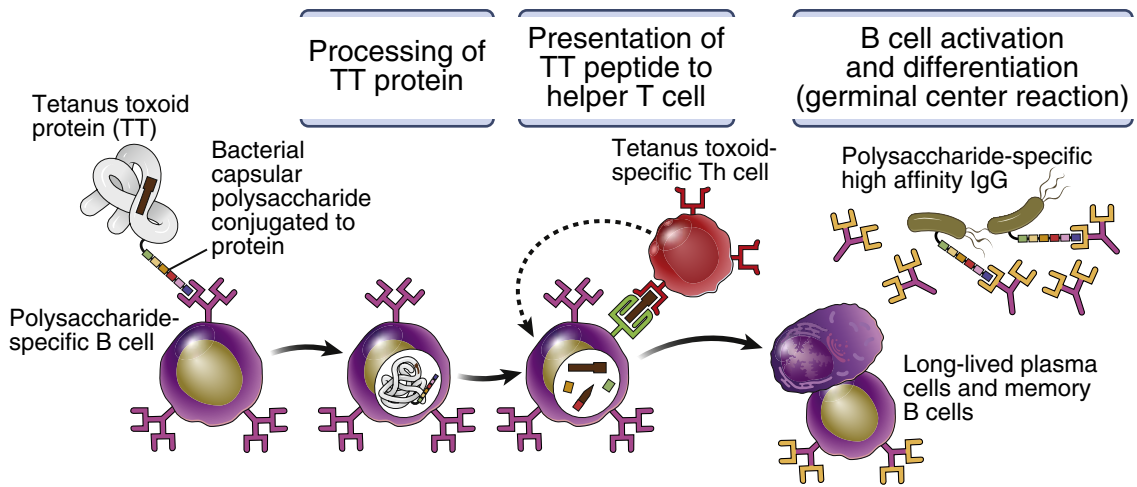 Processing of
TT protein
Presentation of
TT peptide to
helper T cell
B cell activation
and differentiation
(germinal center reaction)
Tetanus toxoid
protein (TT)
Bacterial
capsular
polysaccharide
conjugated to
protein
Tetanus toxoid-
specific Th cell
Polysaccharide-specific
high affinity IgG
Polysaccharide-
specific B cell
Long-lived plasma
cells and memory
B cells